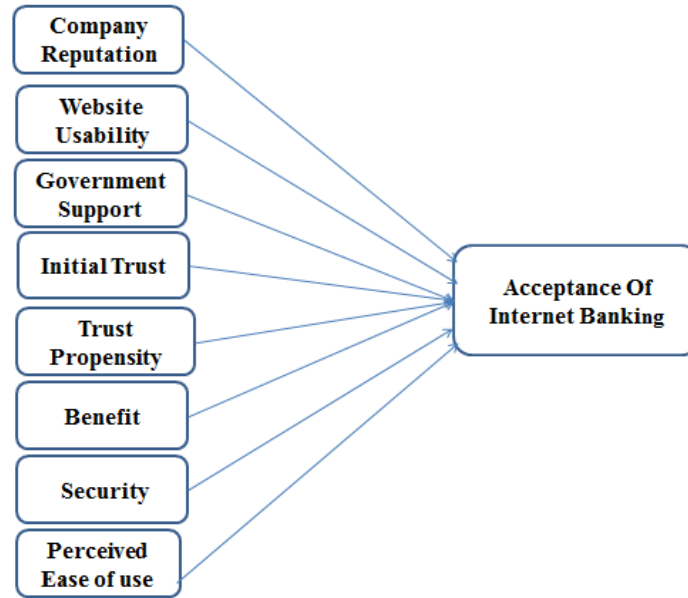 Company
Reputation
Website
Usability
Government
Support
Initial Trust
Trust
Propensity
Benefit
Security
Perceived
Ease of use
Acceptance Of
Internet Banking